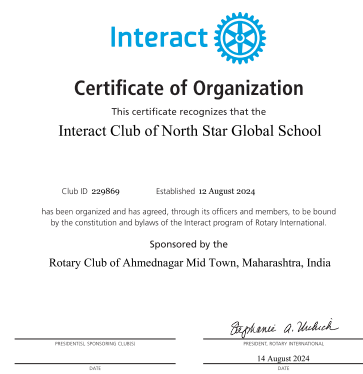 Interact
Certificate of Organization
This certificate recognizes that the
Interact Club of North Star Global School
Club ID 229869 Established 12 August 2024
has been organized and has agreed, through its officers and members, to be bound
by the constitution and bylaws of the Interact program of Rotary International.
Sponsored by the
Rotary Club of Ahmednagar Mid Town, Maharashtra, India
Stephanie A. Urchick
PRESIDENT(S), SPONSORING CLUB(S) PRESIDENT, ROTARY INTERNATIONAL
14 August 2024
DATE DATE